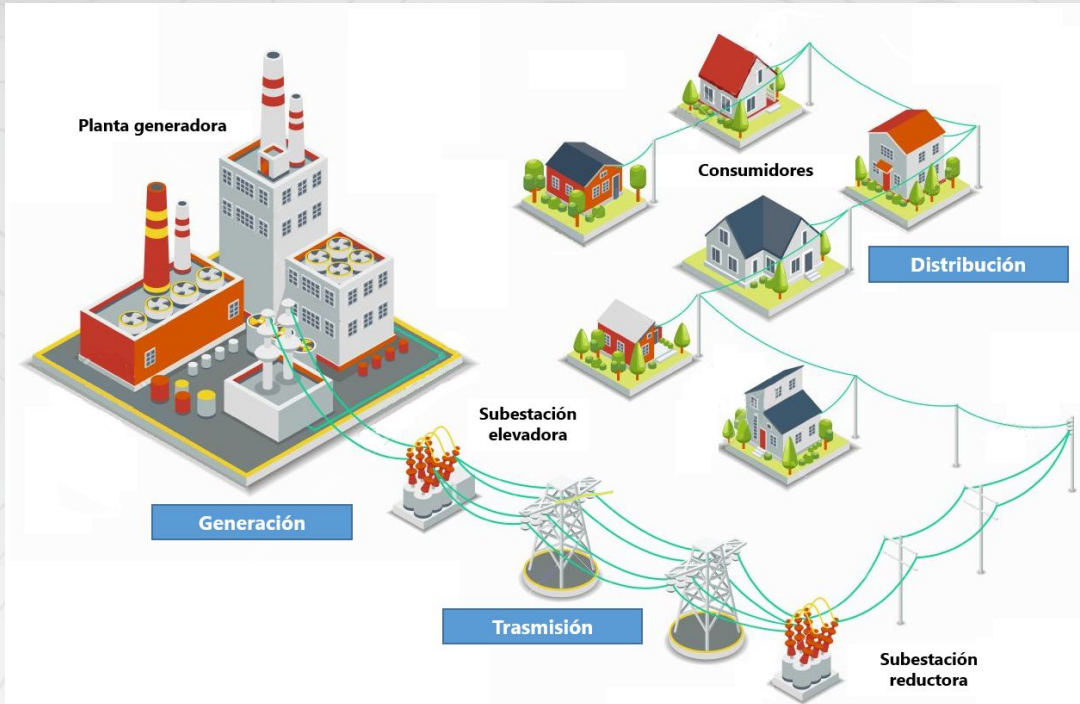 Planta generadora
Consumidores
Distribución
Subestación
elevadora
Generación
Trasmisión
Subestación
reductora